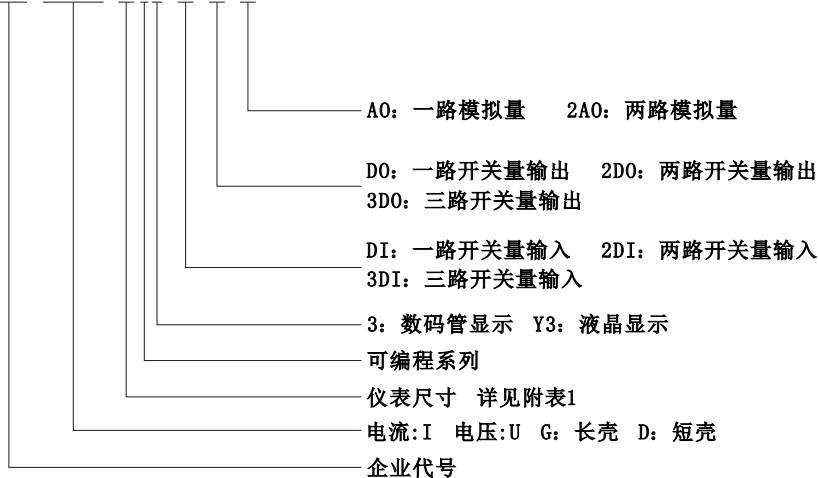 AO: 一路模拟量 2AO: 两路模拟量
DO: 一路开关量输出 2DO: 两路开关量输出
3DO: 三路开关量输出
DI: 一路开关量输入 2DI: 两路开关量输入
3DI: 三路开关量输入
3: 数码管显示 Y3: 液晶显示
可编程系列
仪表尺寸 详见附表1
电流:I 电压:U G: 长壳 D: 短壳
企业代号